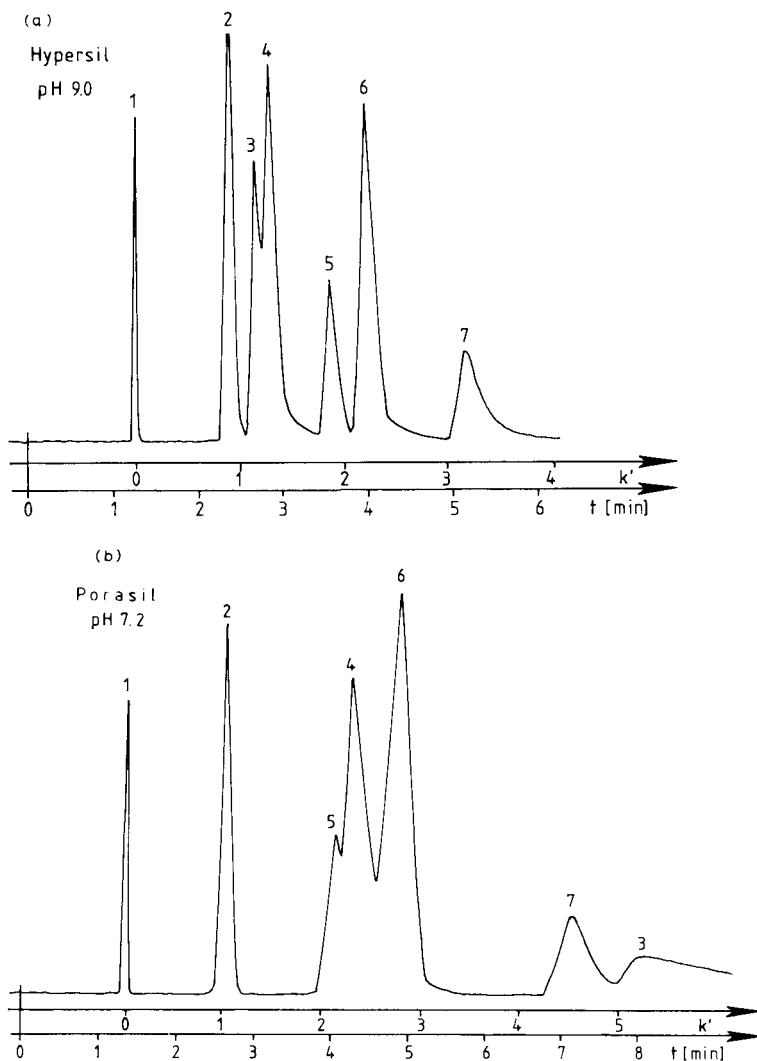 (a)
Hypersil
pH 9.0
1
2
3
4
5
6
7
0 1 2 3 4 k'
0 1 2 3 4 5 6 t [min]
(b)
Porasil
pH 7.2
1
2
5
4
6
7
3
0 1 2 3 4 5 k'
0 1 2 3 4 5 6 7 8 t [min]